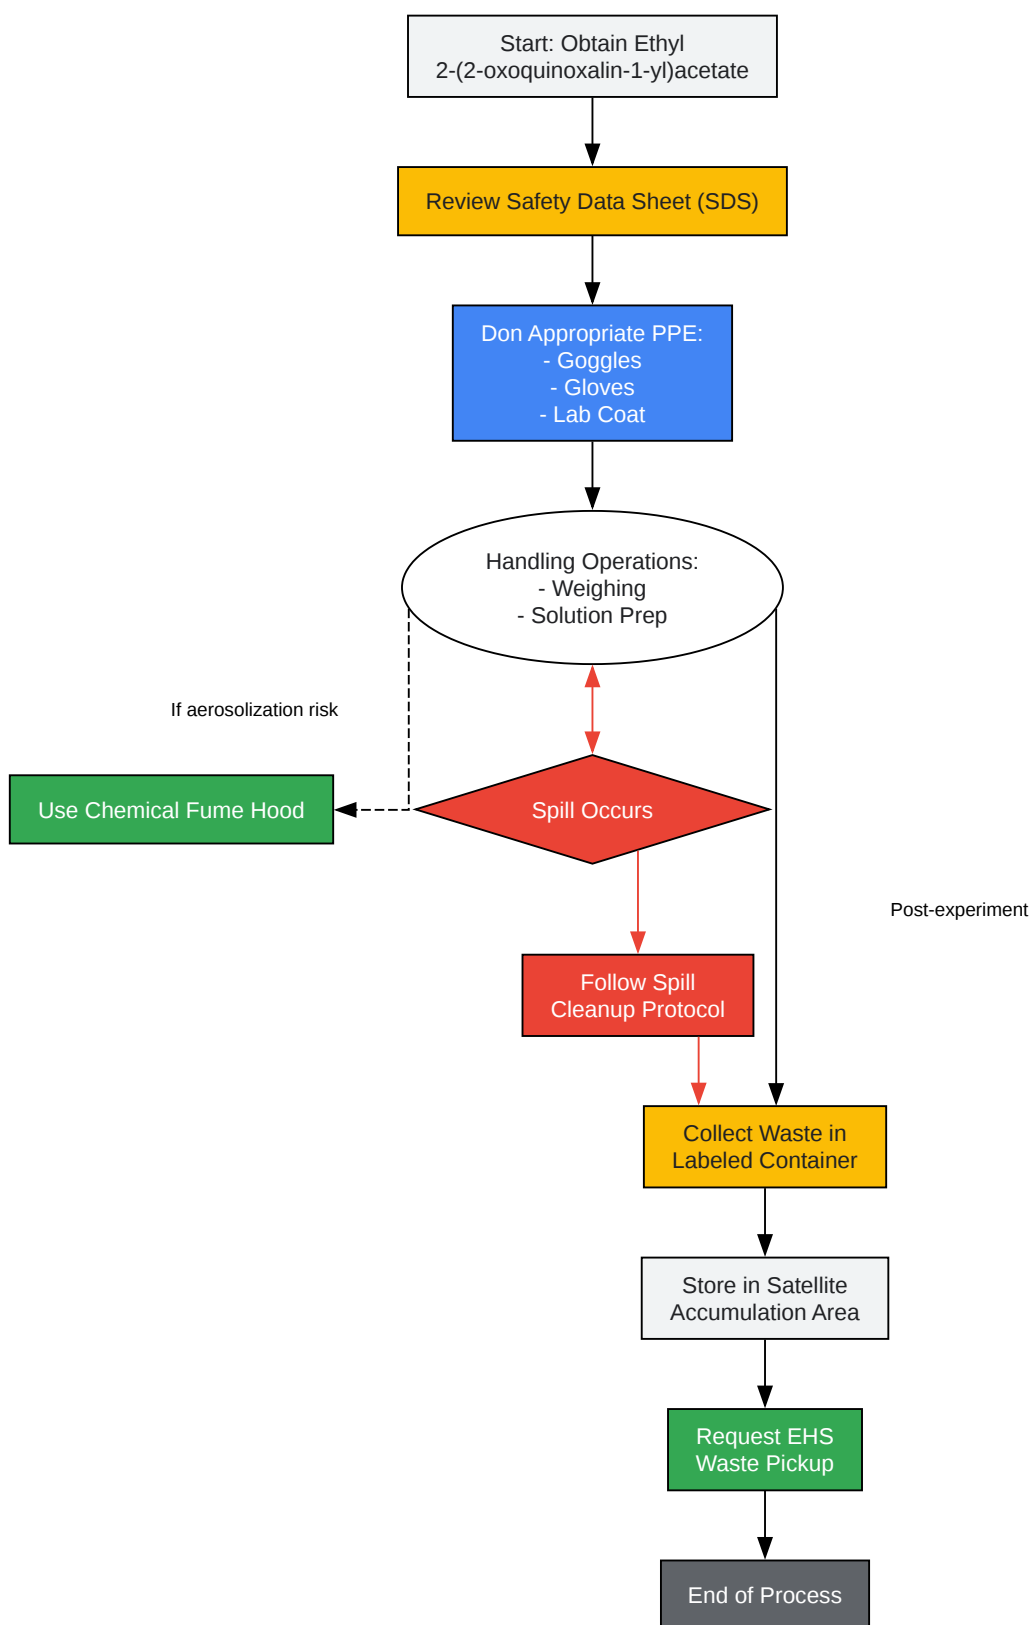 Start: Obtain Ethyl
2-(2-oxoquinoxalin-1-yl)acetate
Review Safety Data Sheet (SDS)
Don Appropriate PPE:
- Goggles
- Gloves
- Lab Coat
Handling Operations:
- Weighing
- Solution Prep
If aerosolization risk
Use Chemical Fume Hood
Spill Occurs
Post-experiment
Follow Spill
Cleanup Protocol
Collect Waste in
Labeled Container
Store in Satellite
Accumulation Area
Request EHS
Waste Pickup
End of Process